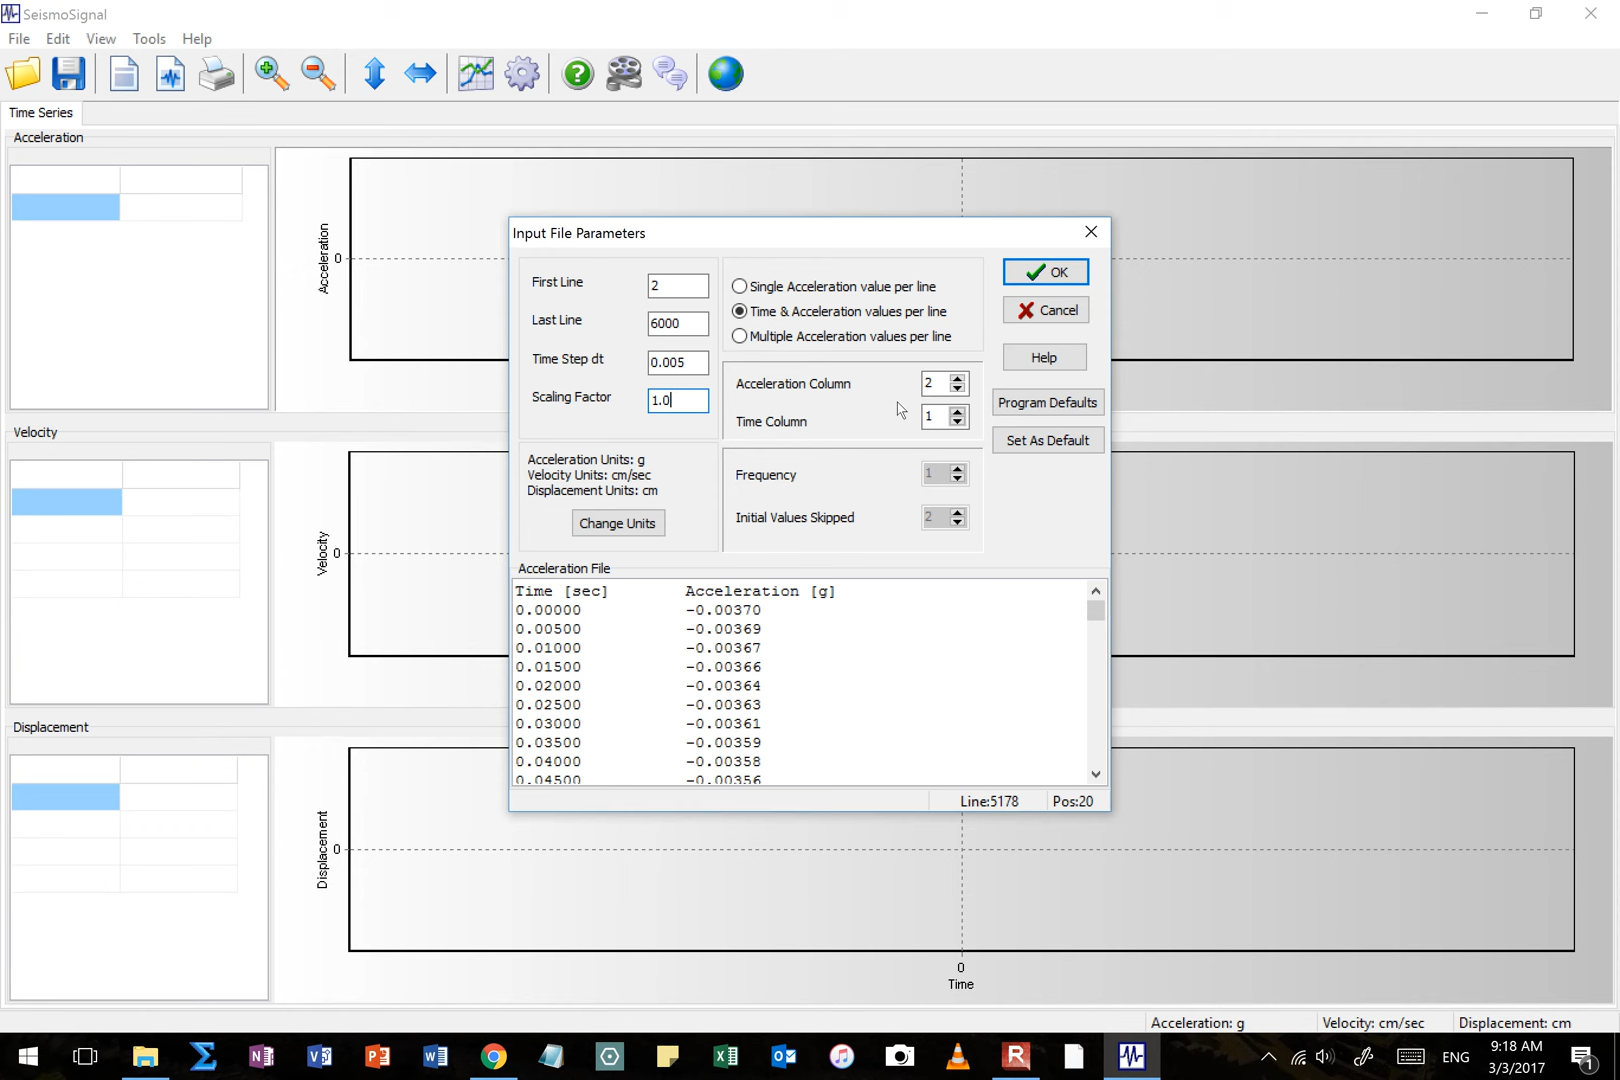 SeismoSignal
File Edit View Tools Help
Time Series
Acceleration
Acceleration
0
Velocity
Velocity
0
Displacement
Displacement
0
0
Time
Input File Parameters
First Line 2
Last Line 6000
Time Step dt 0.005
Scaling Factor 1.0
Single Acceleration value per line
Time & Acceleration values per line
Multiple Acceleration values per line
Acceleration Column 2
Time Column 1
Acceleration Units: g
Velocity Units: cm/sec
Displacement Units: cm
Change Units
Frequency 1
Initial Values Skipped 2
OK
Cancel
Help
Program Defaults
Set As Default
Acceleration File
Time [sec] Acceleration [g]
0.00000 -0.00370
0.00500 -0.00369
0.01000 -0.00367
0.01500 -0.00366
0.02000 -0.00364
0.02500 -0.00363
0.03000 -0.00361
0.03500 -0.00359
0.04000 -0.00358
0.04500 -0.00356
Line:5178 Pos:20
Acceleration: g Velocity: cm/sec Displacement: cm
ENG
9:18 AM
3/3/2017
1